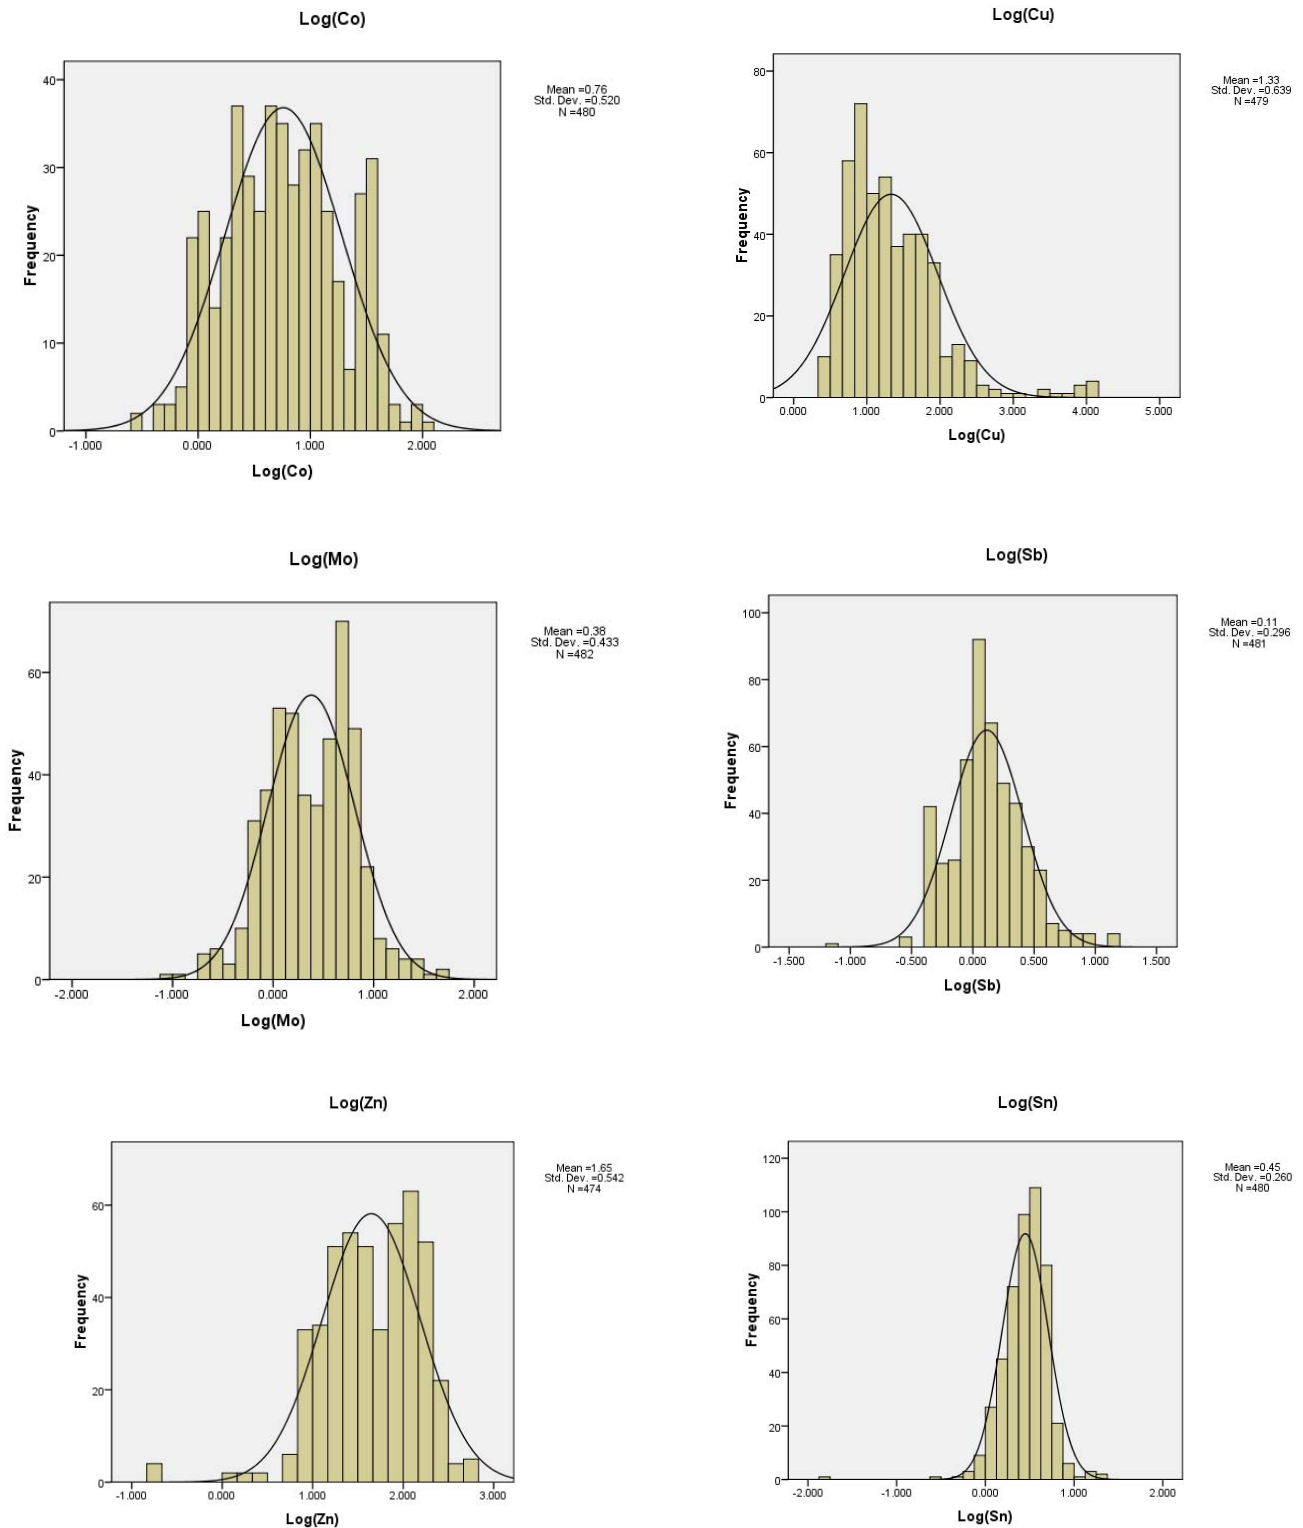 Log(Co)
40
30
20
10
0
Frequency
-1.000 0.000 1.000 2.000
Log(Co)
Mean =0.76
Std. Dev. =0.520
N =480
Log(Cu)
80
60
40
20
0
Frequency
0.000 1.000 2.000 3.000 4.000 5.000
Log(Cu)
Mean =1.33
Std. Dev. =0.639
N =479
Log(Mo)
60
40
20
0
Frequency
-2.000 -1.000 0.000 1.000 2.000
Log(Mo)
Mean =0.38
Std. Dev. =0.433
N =482
Log(Sb)
100
80
60
40
20
0
Frequency
-1.500 -1.000 -0.500 0.000 0.500 1.000 1.500
Log(Sb)
Mean =0.11
Std. Dev. =0.296
N =481
Log(Zn)
60
40
20
0
Frequency
-1.000 0.000 1.000 2.000 3.000
Log(Zn)
Mean =1.65
Std. Dev. =0.542
N =474
Log(Sn)
120
100
80
60
40
20
0
Frequency
-2.000 -1.000 0.000 1.000 2.000
Log(Sn)
Mean =0.45
Std. Dev. =0.260
N =480